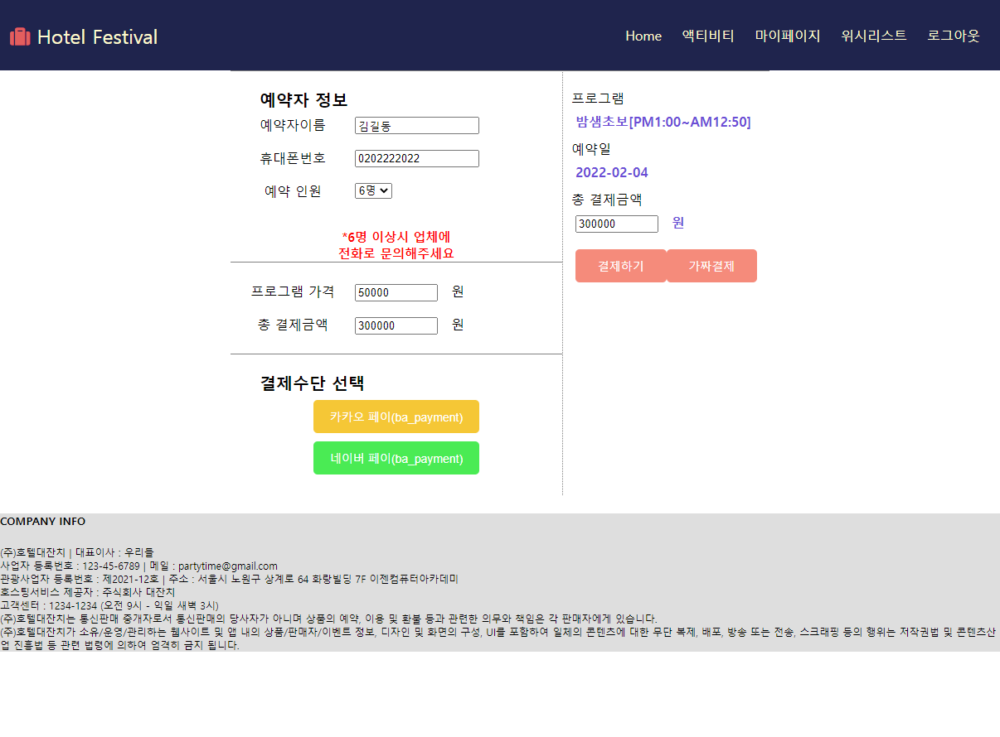 Hotel Festival
Home 액티비티 마이페이지 위시리스트 로그아웃
예약자 정보
예약자이름 김길동
휴대폰번호 0202222022
예약 인원 6명
*6명 이상시 업체에
전화로 문의해주세요
프로그램 가격 50000 원
총 결제금액 300000 원
결제수단 선택
카카오 페이(ba_payment)
네이버 페이(ba_payment)
프로그램
밤샘초보[PM1:00~AM12:50]
예약일
2022-02-04
총 결제금액
300000 원
결제하기 가짜결제
COMPANY INFO
(주)호텔대잔치 | 대표이사 : 우리들
사업자 등록번호 : 123-45-6789 | 메일 : partytime@gmail.com
관광사업자 등록번호 : 제2021-12호 | 주소 : 서울시 노원구 상계로 64 화랑빌딩 7F 이젠컴퓨터아카데미
호스팅서비스 제공자 : 주식회사 대잔치
고객센터 : 1234-1234 (오전 9시 - 익일 새벽 3시)
(주)호텔대잔치는 통신판매 중개자로서 통신판매의 당사자가 아니며 상품의 예약, 이용 및 환불 등과 관련한 의무와 책임은 각 판매자에게 있습니다.
(주)호텔대잔치가 소유/운영/관리하는 웹사이트 및 앱 내의 상품/판매자/이벤트 정보, 디자인 및 화면의 구성, UI를 포함하여 일체의 콘텐츠에 대한 무단 복제, 배포, 방송 또는 전송, 스크래핑 등의 행위는 저작권법 및 콘텐츠산
업 진흥법 등 관련 법령에 의하여 엄격히 금지 됩니다.